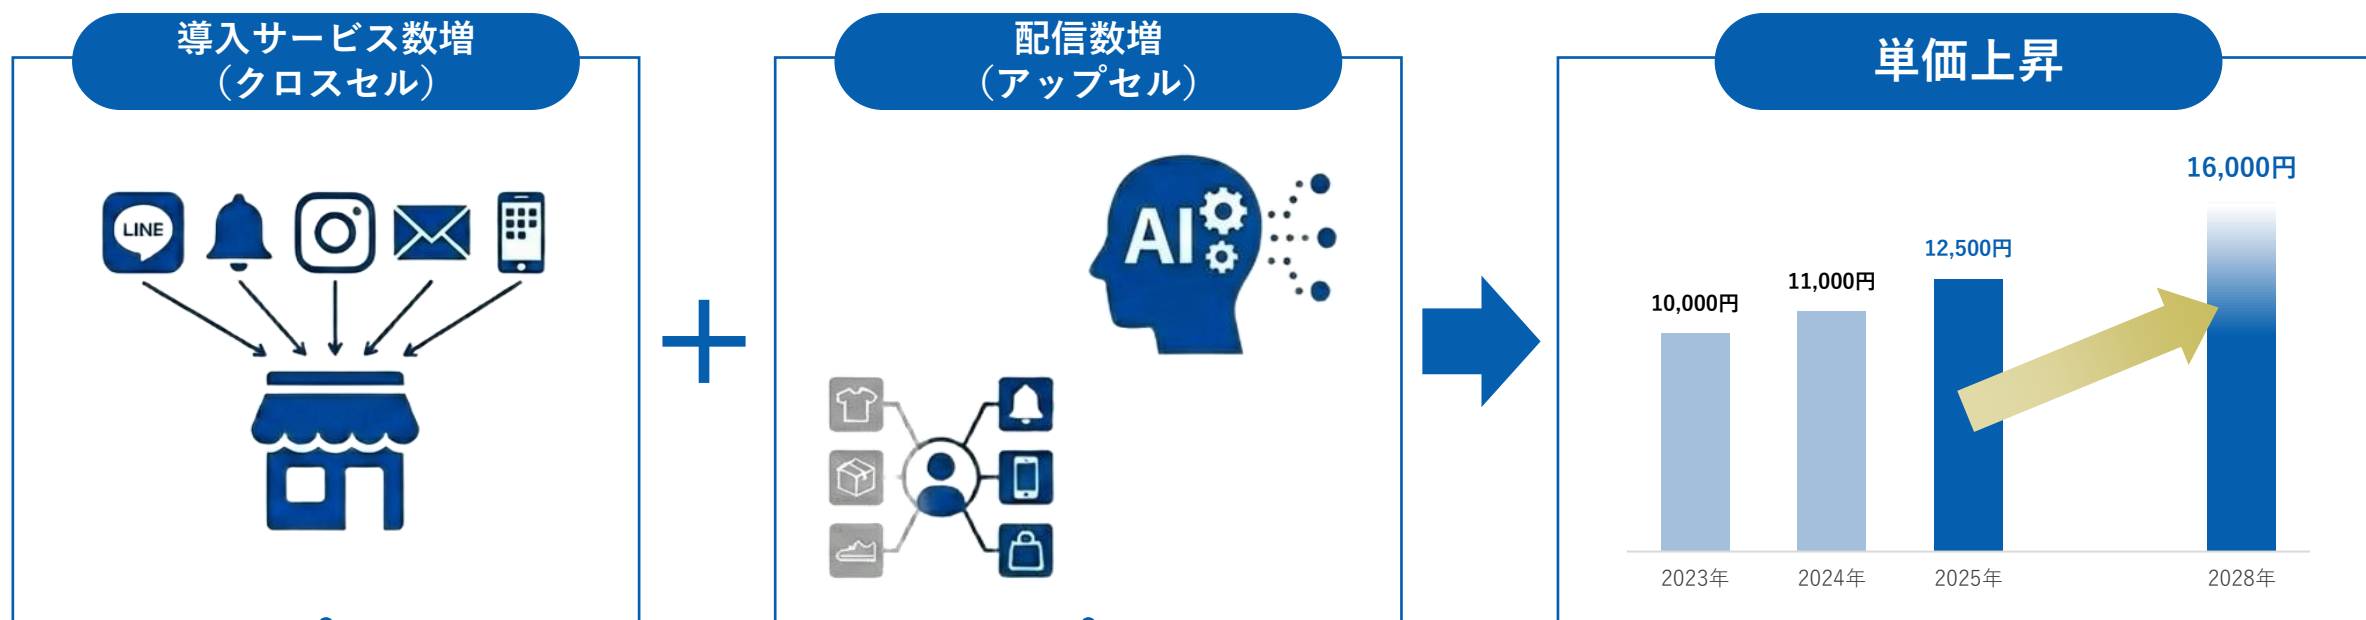 導入サービス数増
（クロスセル）
LINE
配信数増
（アップセル）
AI
単価上昇
10,000円
11,000円
12,500円
16,000円
2023年
2024年
2025年
2028年